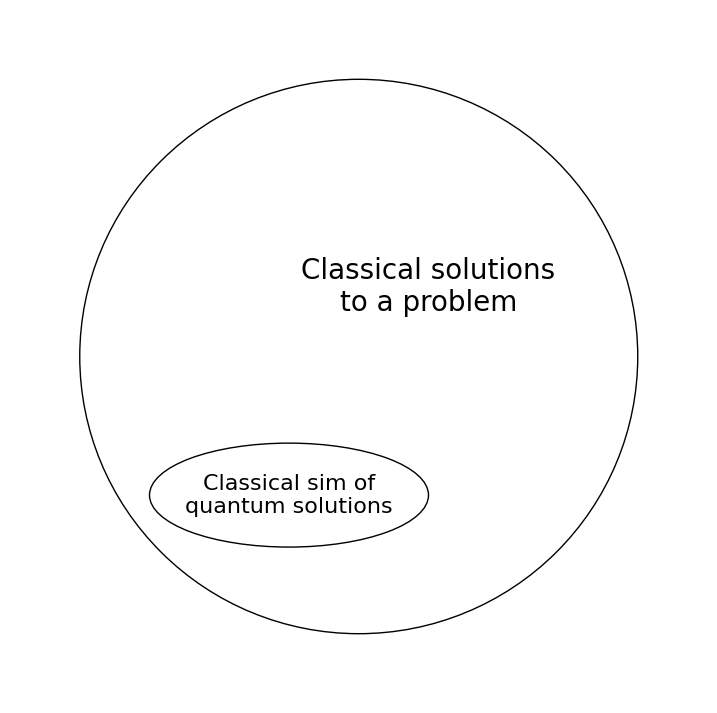 Classical solutions
to a problem
Classical sim of
quantum solutions